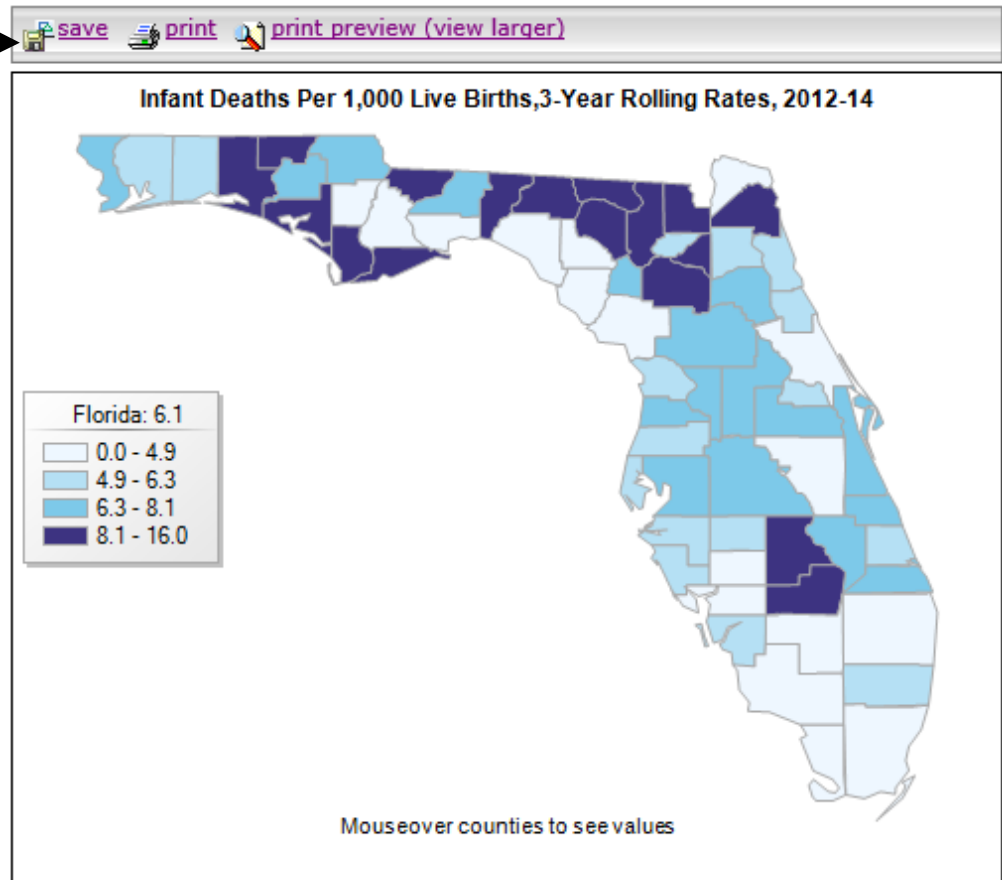 save print print preview (view larger)
Infant Deaths Per 1,000 Live Births,3-Year Rolling Rates, 2012-14
Florida: 6.1
0.0 - 4.9
4.9 - 6.3
6.3 - 8.1
8.1 - 16.0
Mouseover counties to see values